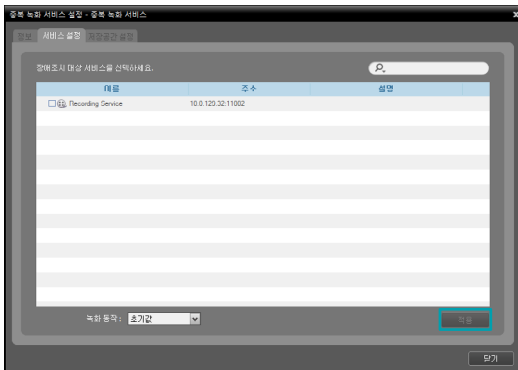 중복 녹화 서비스 설정 - 중복 녹화 서비스
정보 서비스 설정 저장공간 설정
장애조치 대상 서비스을 선택하세요.
이름 주소 설명
Recording Service 10.0.129.32:11002
녹화 동작: 초기값
적용
닫기